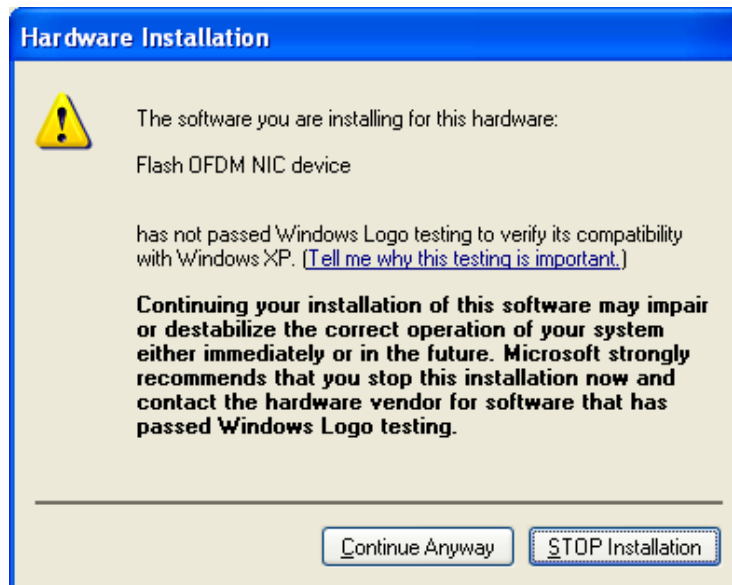 Hardware Installation
The software you are installing for this hardware:
Flash OFDM NIC device
has not passed Windows Logo testing to verify its compatibility
with Windows XP. (Tell me why this testing is important.)
Continuing your installation of this software may impair
or destabilize the correct operation of your system
either immediately or in the future. Microsoft strongly
recommends that you stop this installation now and
contact the hardware vendor for software that has
passed Windows Logo testing.
Continue Anyway
STOP Installation